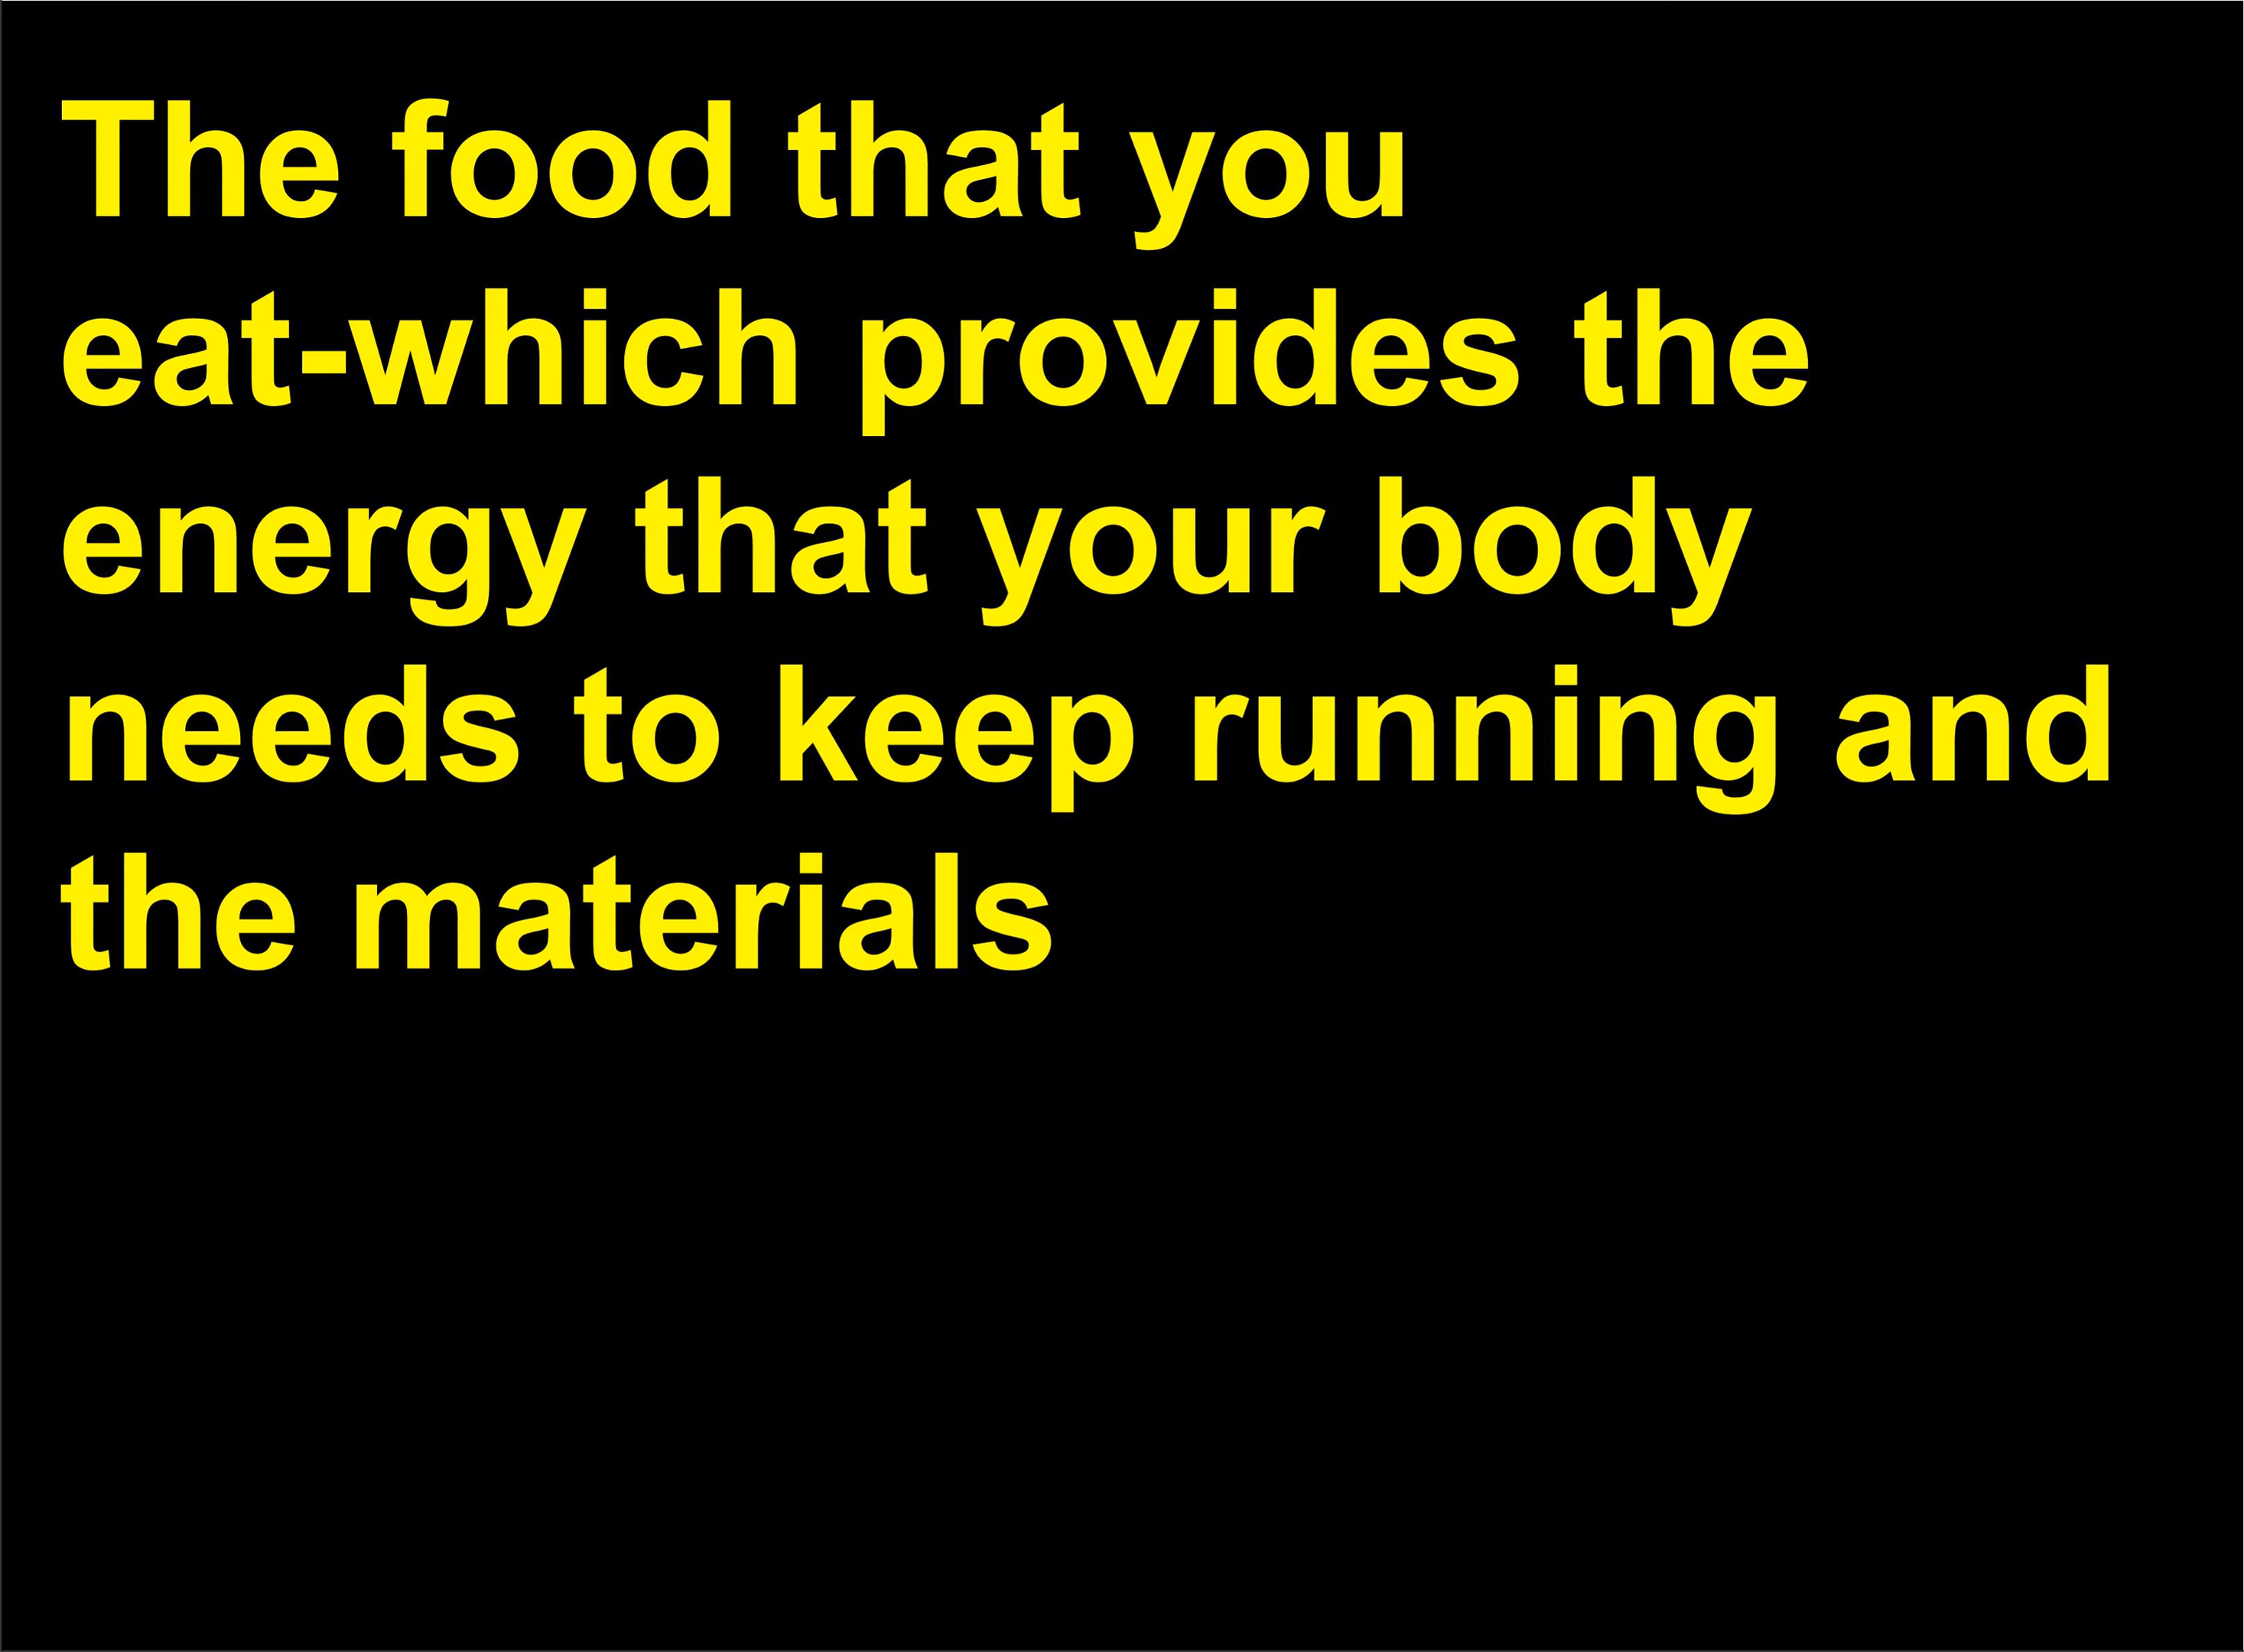 The food that you
eat-which provides the
energy that your body
needs to keep running and
the materials